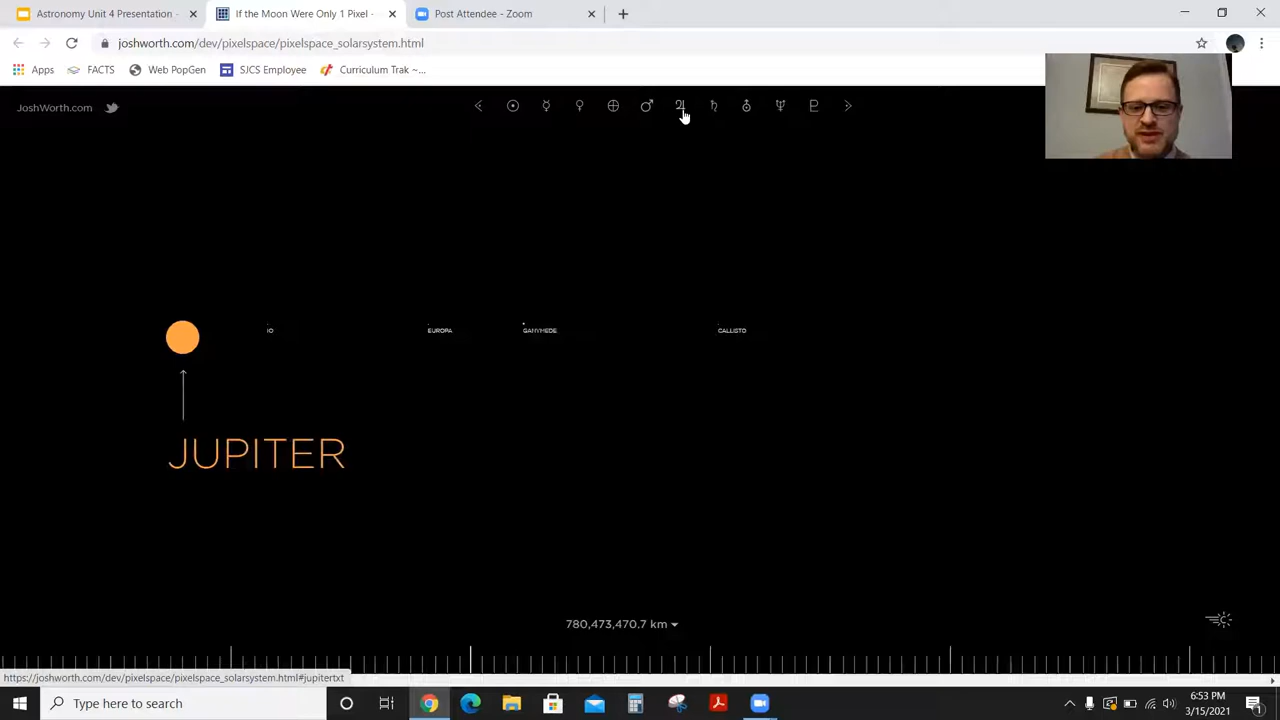 Astronomy Unit 4 Presentation -
If the Moon Were Only 1 Pixel -
Post Attendee - Zoom
joshworth.com/dev/pixelspace/pixelspace_solarsystem.html
Apps
FACTS
Web PopGen
SJCS Employee
Curriculum Trak ~...
JoshWorth.com
IO
EUROPA
GANYMEDE
CALLISTO
JUPITER
780,473,470.7 km
https://joshworth.com/dev/pixelspace/pixelspace_solarsystem.html#jupitertxt
Type here to search
6:53 PM
3/15/2021
1